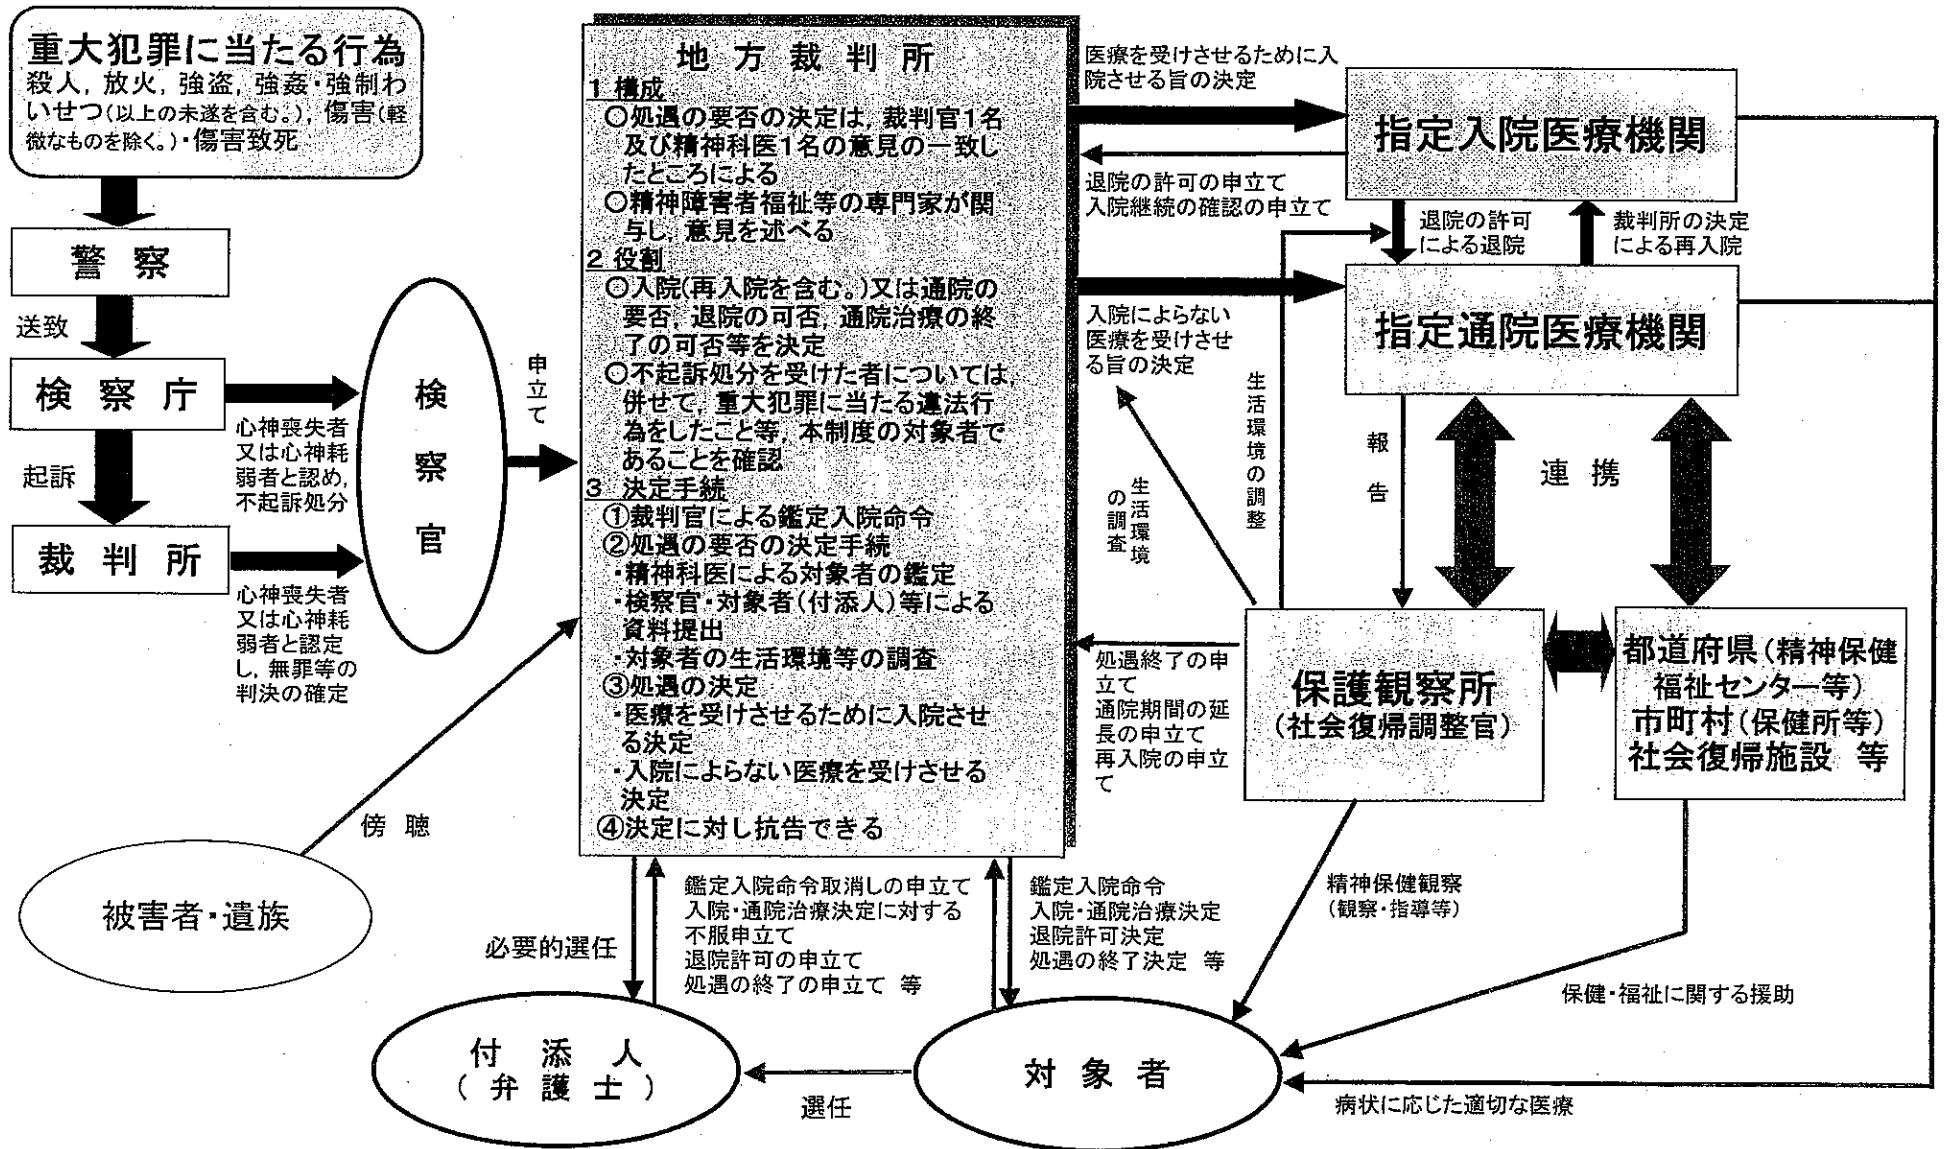 重大犯罪に当たる行為
殺人，放火，強盗，強姦・強制わ
いせつ（以上の未遂を含む。），傷害（軽
微なものを除く。）・傷害致死
警 察
送致
検 察 庁
起訴
裁 判 所
心神喪失者
又は心神耗
弱者と認め，
不起訴処分
心神喪失者
又は心神耗
弱者と認定
し，無罪等の
判決の確定
検察官
申立て
地 方 裁 判 所
1 構成
○処遇の要否の決定は，裁判官1名
及び精神科医1名の意見の一致し
たところによる
○精神障害者福祉等の専門家が関
与し，意見を述べる
2 役割
○入院（再入院を含む。）又は通院の
要否，退院の可否，通院治療の終
了の可否等を決定
○不起訴処分を受けた者については，
併せて，重大犯罪に当たる違法行
為をしたこと等，本制度の対象者で
あることを確認
3 決定手続
①裁判官による鑑定入院命令
②処遇の要否の決定手続
・精神科医による対象者の鑑定
・検察官・対象者（付添人）等による
資料提出
・対象者の生活環境等の調査
③処遇の決定
・医療を受けさせるために入院させ
る決定
・入院によらない医療を受けさせる
決定
④決定に対し抗告できる
医療を受けさせるために入
院させる旨の決定
指定入院医療機関
退院の許可の申立て
入院継続の確認の申立て
退院の許可
による退院
裁判所の決定
による再入院
指定通院医療機関
入院によらない
医療を受けさせ
る旨の決定
生活環境の調整
報告
連 携
生活環境
の調査
保護観察所
（社会復帰調整官）
都道府県（精神保健
福祉センター等）
市町村（保健所等）
社会復帰施設 等
処遇終了の申
立て
通院期間の延
長の申立て
再入院の申立
て
傍 聴
被害者・遺族
必要的選任
鑑定入院命令取消しの申立て
入院・通院治療決定に対する
不服申立て
退院許可の申立て
処遇の終了の申立て 等
鑑定入院命令
入院・通院治療決定
退院許可決定
処遇の終了決定 等
精神保健観察
（観察・指導等）
保健・福祉に関する援助
付 添 人
（ 弁 護 士 ）
選任
対 象 者
病状に応じた適切な医療